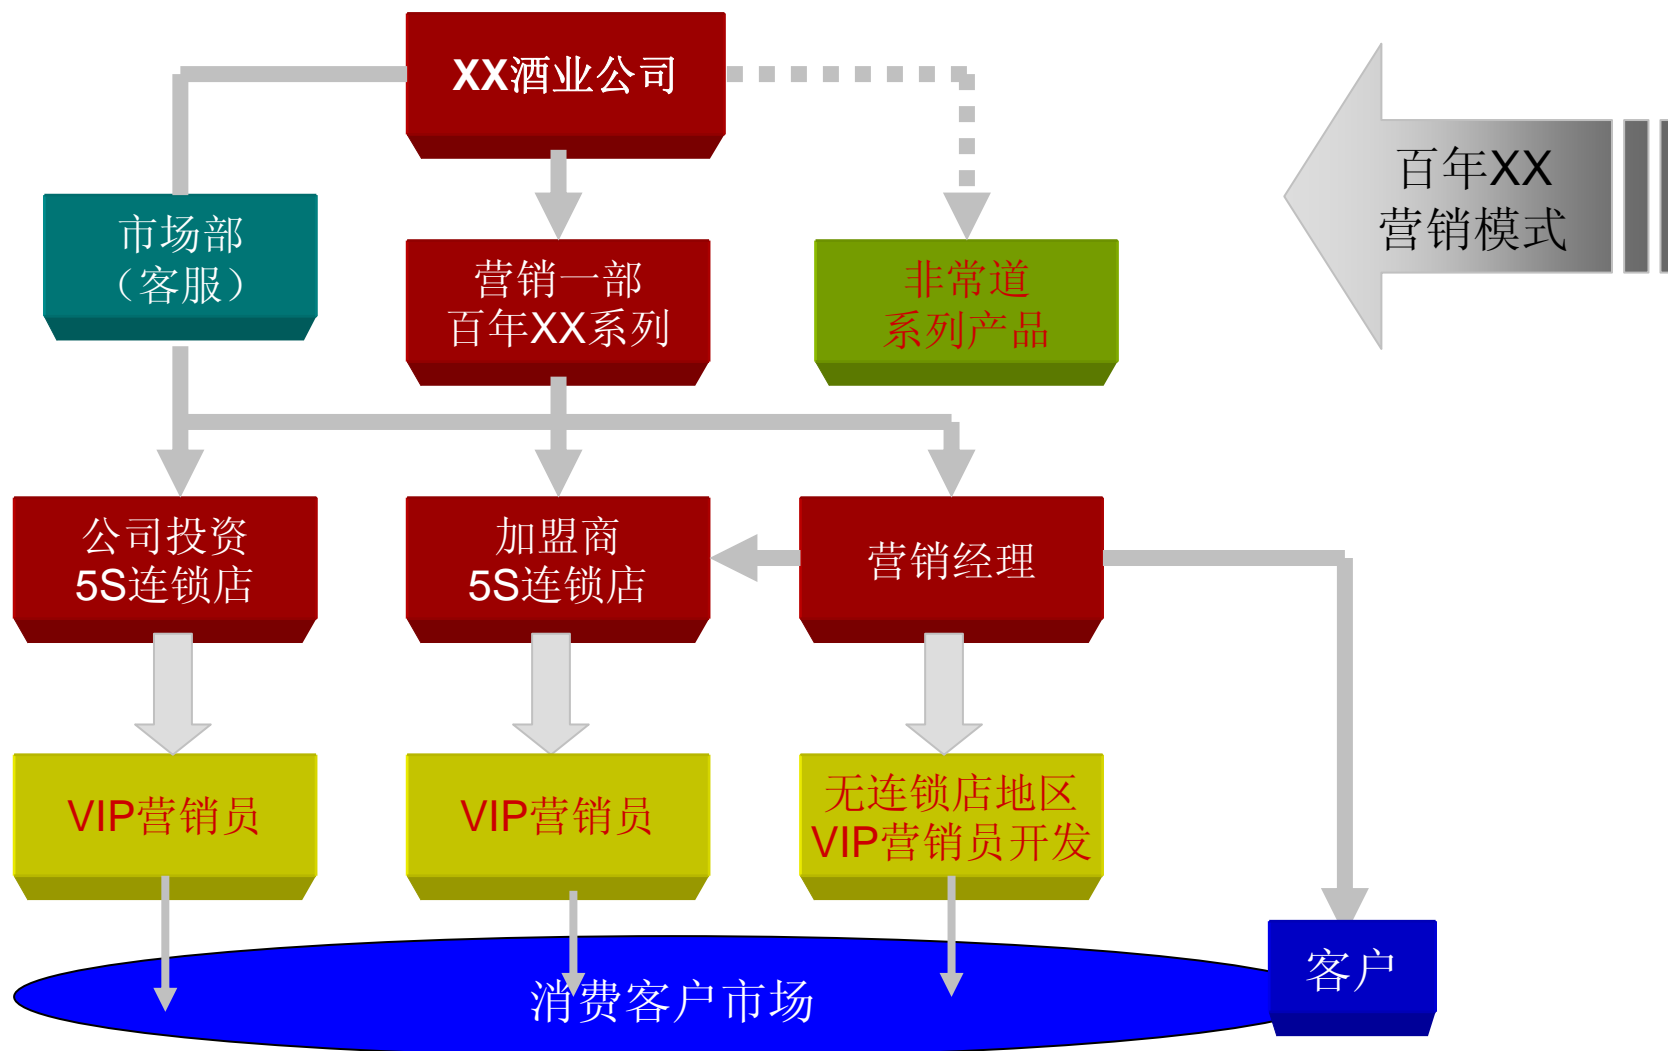 XX酒业公司
百年XX
营销模式
市场部
（客服）
营销一部
百年XX系列
非常道
系列产品
公司投资
5S连锁店
加盟商
5S连锁店
营销经理
VIP营销员
VIP营销员
无连锁店地区
VIP营销员开发
消费客户市场
客户